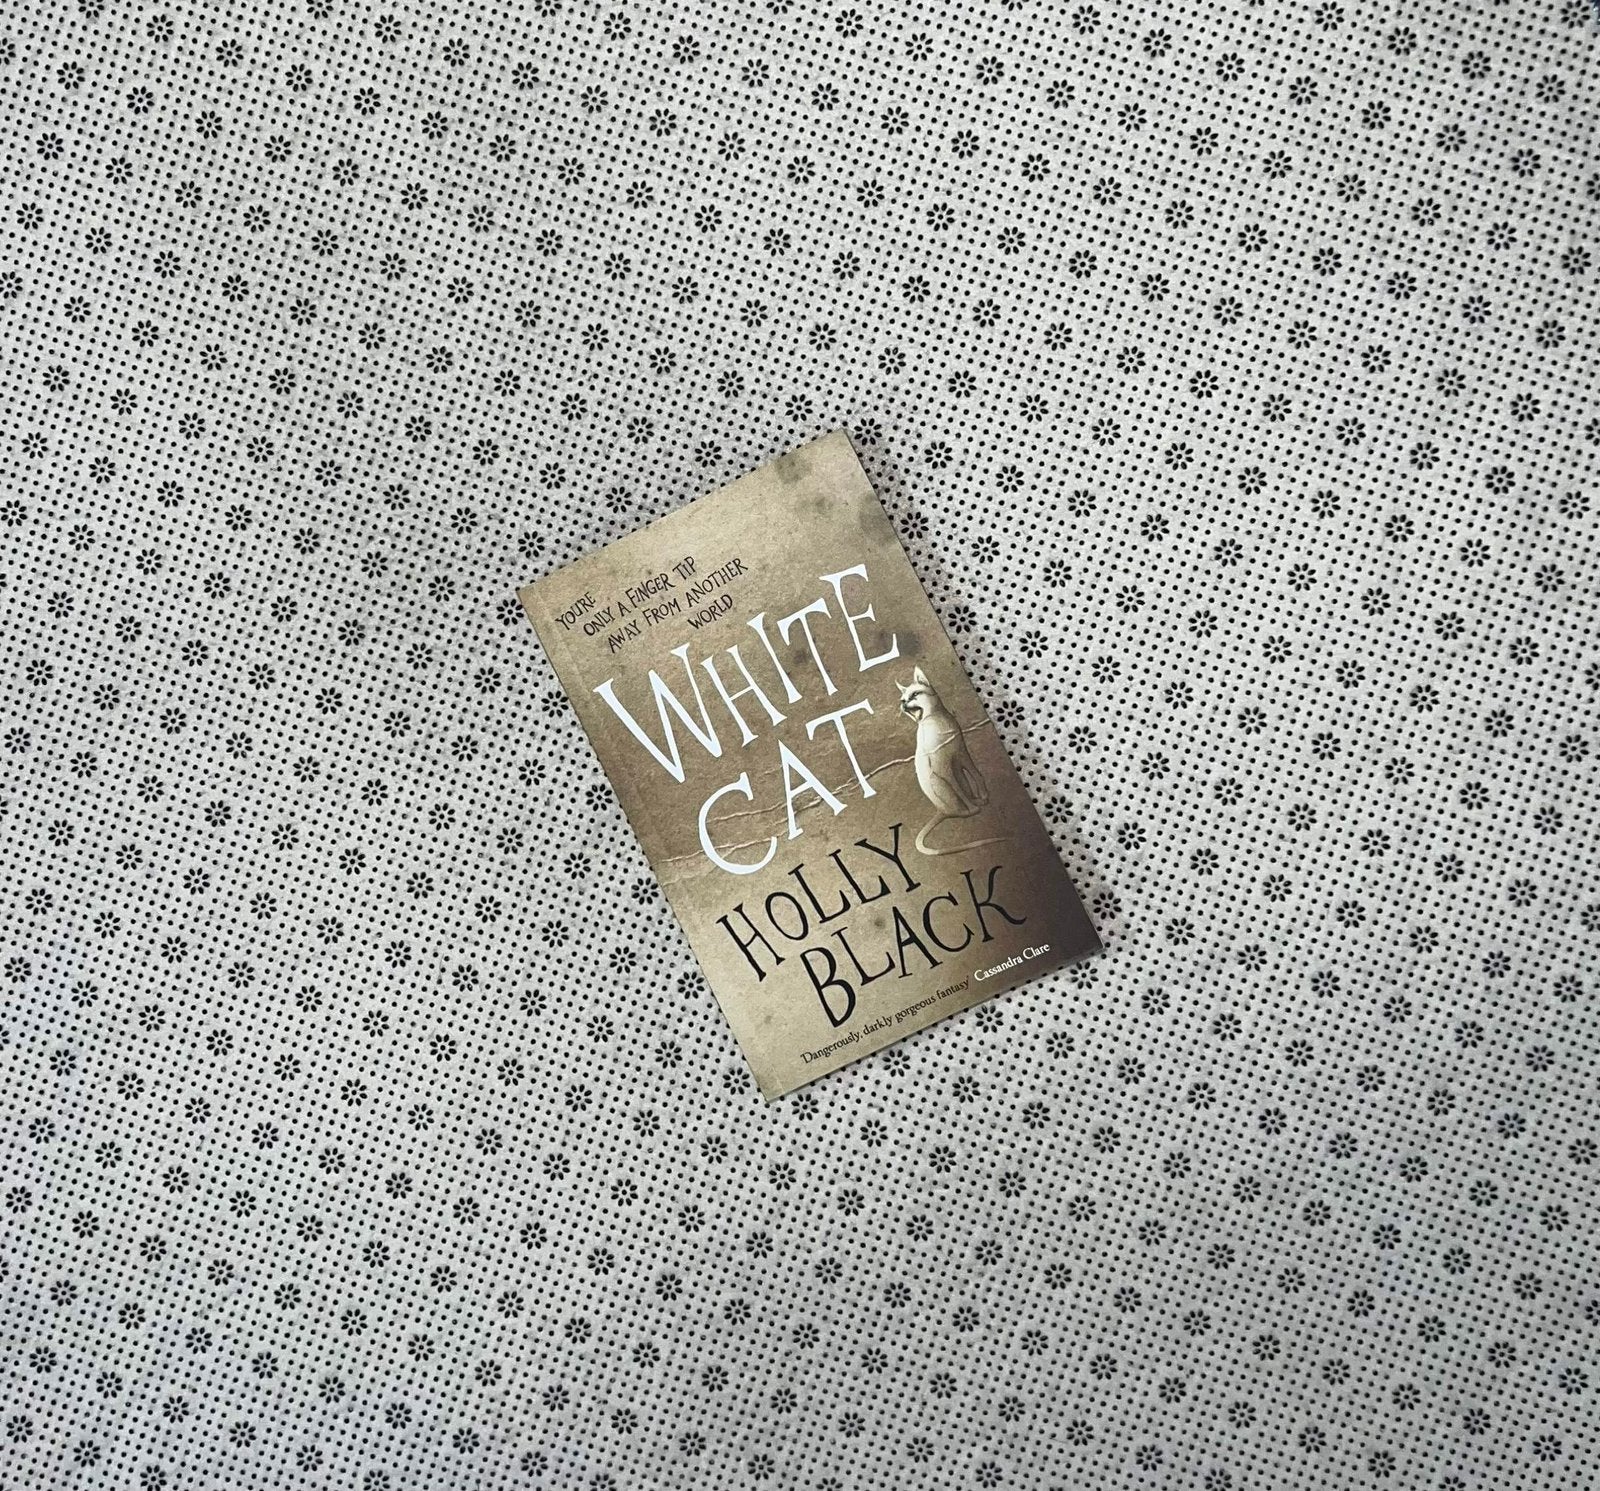 YOU'RE
ONLY A FINGER TIP
AWAY FROM ANOTHER
WORLD
WHITE
CAT
HOLLY
BLACK
'Dangerously, darkly gorgeous fantasy' Cassandra Clare